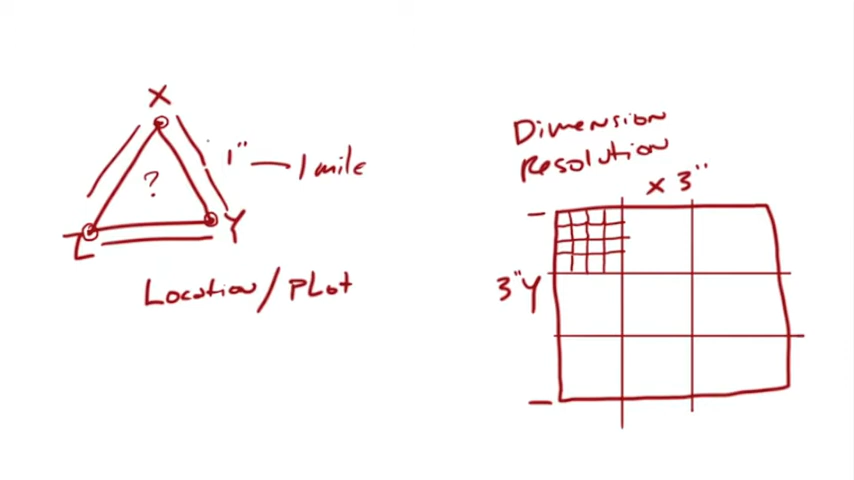 X
?
1" — 1 mile
Z
Y
Location/PLot
Dimension
Resolution
x 3"
3"Y